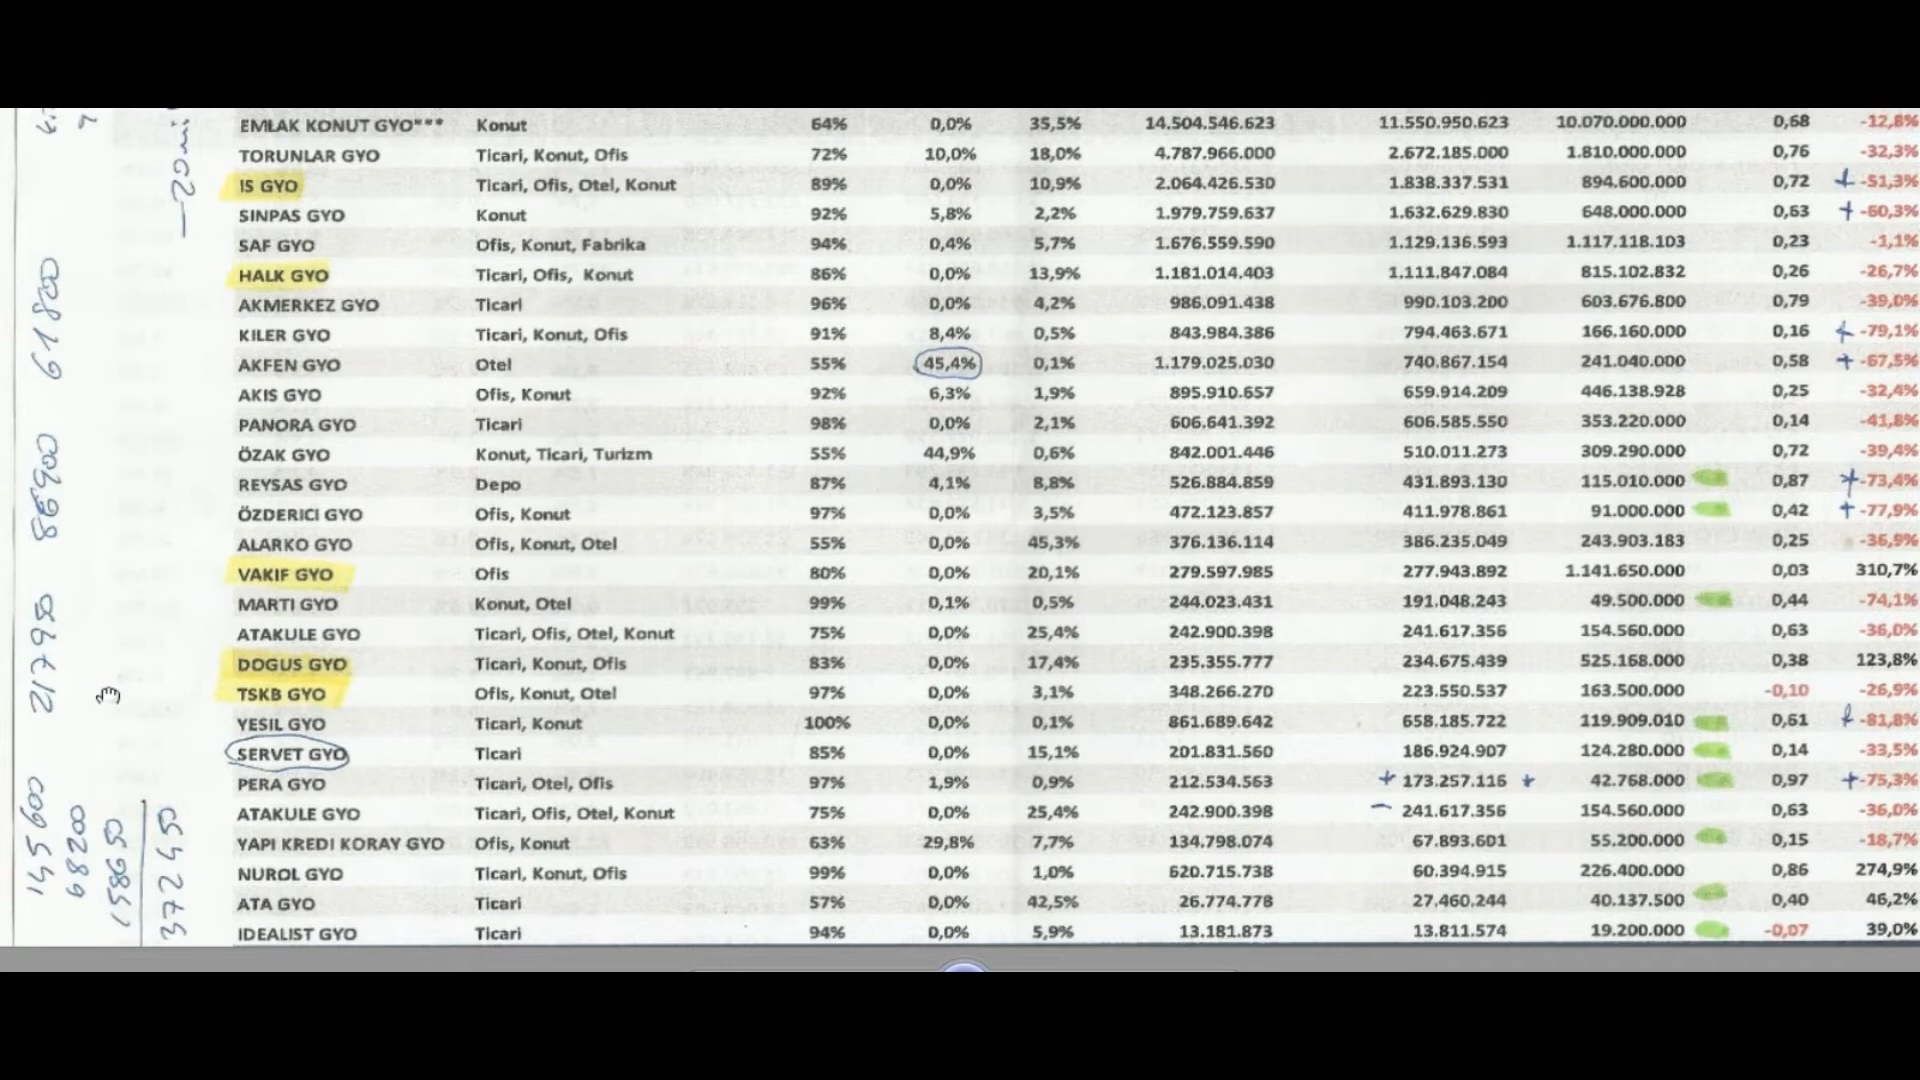 EMLAK KONUT GYO*** Konut 64% 0,0% 35,5% 14.504.546.623 11.550.950.623 10.070.000.000 0,68 -12,8%
TORUNLAR GYO Ticari, Konut, Ofis 72% 10,0% 18,0% 4.787.966.000 2.672.185.000 1.810.000.000 0,76 -32,3%
IS GYO Ticari, Ofis, Otel, Konut 89% 0,0% 10,9% 2.064.426.530 1.838.337.531 894.600.000 0,72 + -51,3%
SINPAS GYO Konut 92% 5,8% 2,2% 1.979.759.637 1.632.629.830 648.000.000 0,63 + -60,3%
SAF GYO Ofis, Konut, Fabrika 94% 0,4% 5,7% 1.676.559.590 1.129.136.593 1.117.118.103 0,23 -1,1%
HALK GYO Ticari, Ofis, Konut 86% 0,0% 13,9% 1.181.014.403 1.111.847.084 815.102.832 0,26 -26,7%
AKMERKEZ GYO Ticari 96% 0,0% 4,2% 986.091.438 990.103.200 603.676.800 0,79 -39,0%
KILER GYO Ticari, Konut, Ofis 91% 8,4% 0,5% 843.984.386 794.463.671 166.160.000 0,16 + -79,1%
AKFEN GYO Otel 55% 45,4% 0,1% 1.179.025.030 740.867.154 241.040.000 0,58 + -67,5%
AKIS GYO Ofis, Konut 92% 6,3% 1,9% 895.910.657 659.914.209 446.138.928 0,25 -32,4%
PANORA GYO Ticari 98% 0,0% 2,1% 606.641.392 606.585.550 353.220.000 0,14 -41,8%
ÖZAK GYO Konut, Ticari, Turizm 55% 44,9% 0,6% 842.001.446 510.011.273 309.290.000 0,72 -39,4%
REYSAS GYO Depo 87% 4,1% 8,8% 526.884.859 431.893.130 115.010.000 0,87 + -73,4%
ÖZDERICI GYO Ofis, Konut 97% 0,0% 3,5% 472.123.857 411.978.861 91.000.000 0,42 + -77,9%
ALARKO GYO Ofis, Konut, Otel 55% 0,0% 45,3% 376.136.114 386.235.049 243.903.183 0,25 -36,9%
VAKIF GYO Ofis 80% 0,0% 20,1% 279.597.985 277.943.892 1.141.650.000 0,03 310,7%
MARTI GYO Konut, Otel 99% 0,1% 0,5% 244.023.431 191.048.243 49.500.000 0,44 -74,1%
ATAKULE GYO Ticari, Ofis, Otel, Konut 75% 0,0% 25,4% 242.900.398 241.617.356 154.560.000 0,63 -36,0%
DOGUS GYO Ticari, Konut, Ofis 83% 0,0% 17,4% 235.355.777 234.675.439 525.168.000 0,38 123,8%
TSKB GYO Ofis, Konut, Otel 97% 0,0% 3,1% 348.266.270 223.550.537 163.500.000 -0,10 -26,9%
YESIL GYO Ticari, Konut 100% 0,0% 0,1% 861.689.642 658.185.722 119.909.010 0,61 + -81,8%
SERVET GYO Ticari 85% 0,0% 15,1% 201.831.560 186.924.907 124.280.000 0,14 -33,5%
PERA GYO Ticari, Otel, Ofis 97% 1,9% 0,9% 212.534.563 + 173.257.116 + 42.768.000 0,97 + -75,3%
ATAKULE GYO Ticari, Ofis, Otel, Konut 75% 0,0% 25,4% 242.900.398 241.617.356 154.560.000 0,63 -36,0%
YAPI KREDI KORAY GYO Ofis, Konut 63% 29,8% 7,7% 134.798.074 67.893.601 55.200.000 0,15 -18,7%
NUROL GYO Ticari, Konut, Ofis 99% 0,0% 1,0% 620.715.738 60.394.915 226.400.000 0,86 274,9%
ATA GYO Ticari 57% 0,0% 42,5% 26.774.778 27.460.244 40.137.500 0,40 46,2%
IDEALIST GYO Ticari 94% 0,0% 5,9% 13.181.873 13.811.574 19.200.000 -0,07 39,0%